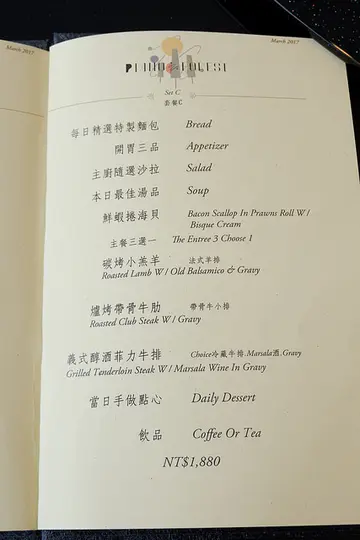 March 2017
March 2017
PIANO FOREST
Set C
套餐C
每日精選特製麵包 Bread
開胃三品 Appetizer
主廚隨選沙拉 Salad
本日最佳湯品 Soup
鮮蝦捲海貝 Bacon Scallop In Prawns Roll W /
Bisque Cream
主餐三選一 The Entree 3 Choose 1
碳烤小羔羊 法式羊排
Roasted Lamb W / Old Balsamico & Gravy
爐烤帶骨牛肋 帶骨牛小排
Roasted Club Steak W / Gravy
義式醇酒菲力牛排 Choice冷藏牛排.Marsala酒.Gravy
Grilled Tenderloin Steak W / Marsala Wine In Gravy
當日手做點心 Daily Dessert
飲品 Coffee Or Tea
NT$1,880